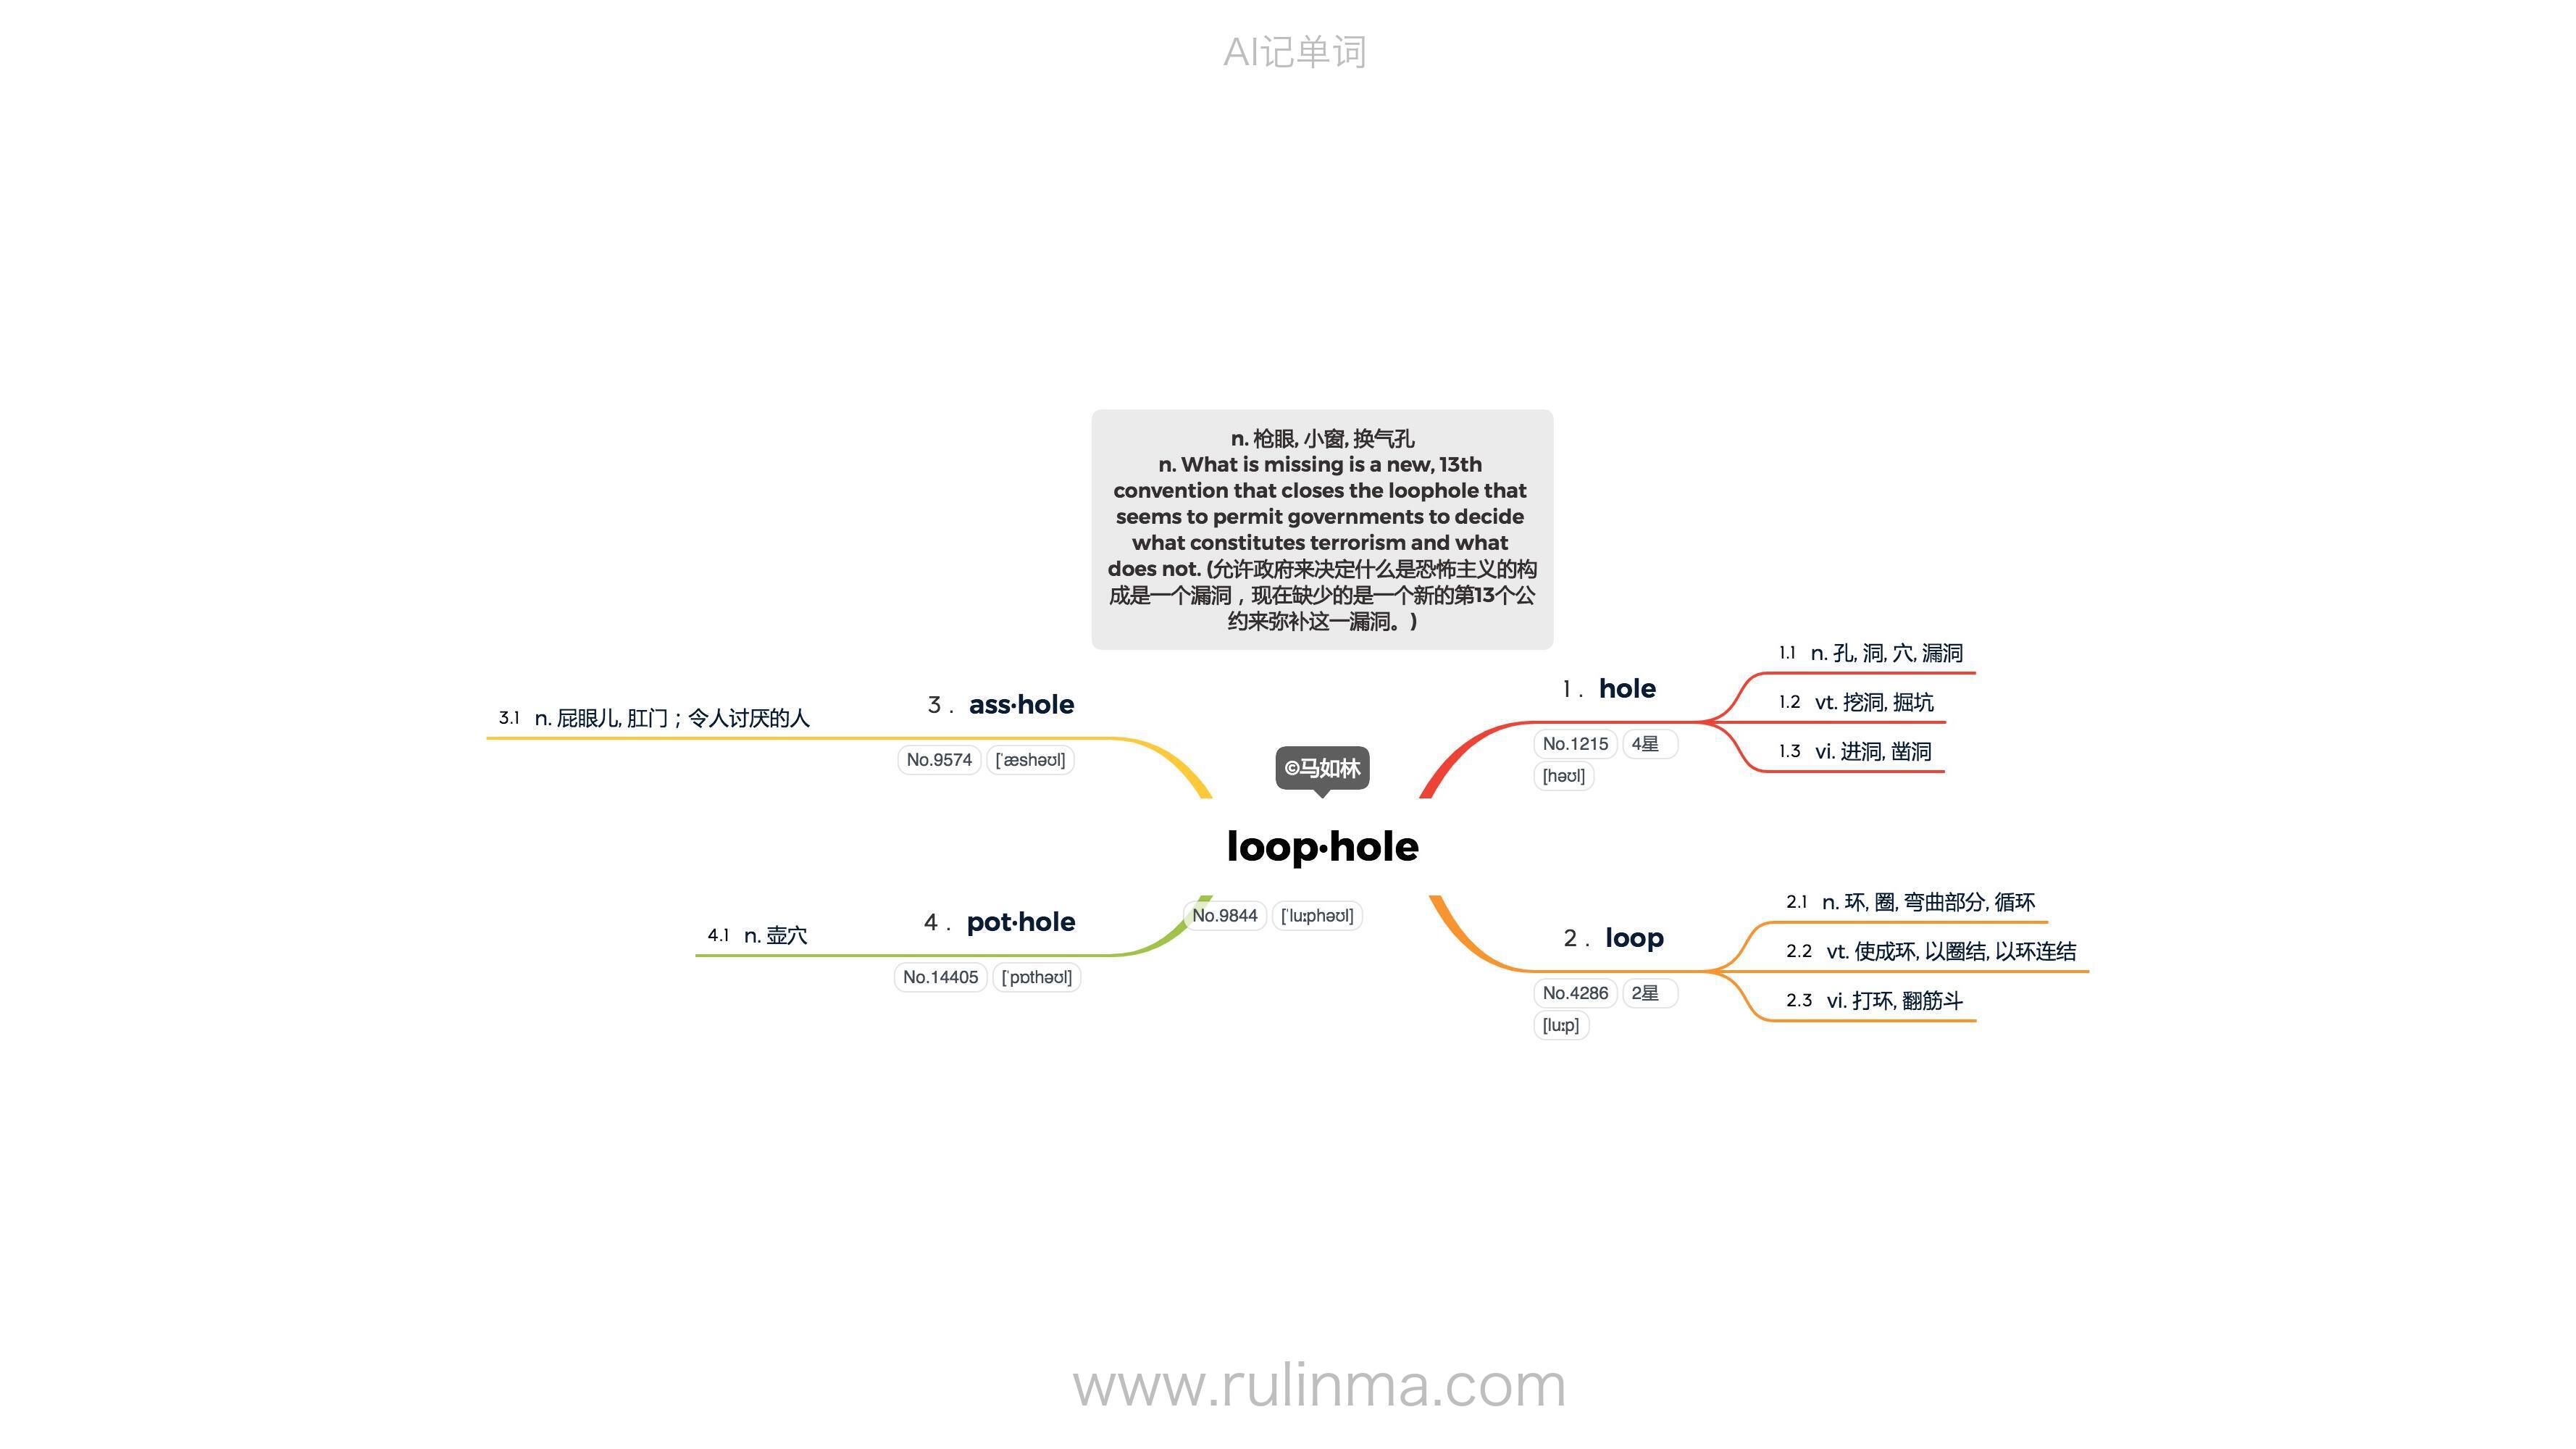 AI记单词
n. 枪眼, 小窗, 换气孔
n. What is missing is a new, 13th
convention that closes the loophole that
seems to permit governments to decide
what constitutes terrorism and what
does not. (允许政府来决定什么是恐怖主义的构
成是一个漏洞，现在缺少的是一个新的第13个公
约来弥补这一漏洞。)
©马如林
loop·hole
No.9844 [ˈluːphəʊl]
1. hole
No.1215 4星
[həʊl]
1.1 n. 孔, 洞, 穴, 漏洞
1.2 vt. 挖洞, 掘坑
1.3 vi. 进洞, 凿洞
2. loop
No.4286 2星
[luːp]
2.1 n. 环, 圈, 弯曲部分, 循环
2.2 vt. 使成环, 以圈结, 以环连结
2.3 vi. 打环, 翻筋斗
3. ass·hole
No.9574 [ˈæshəʊl]
3.1 n. 屁眼儿, 肛门；令人讨厌的人
4. pot·hole
No.14405 [ˈpɒthəʊl]
4.1 n. 壶穴
www.rulinma.com